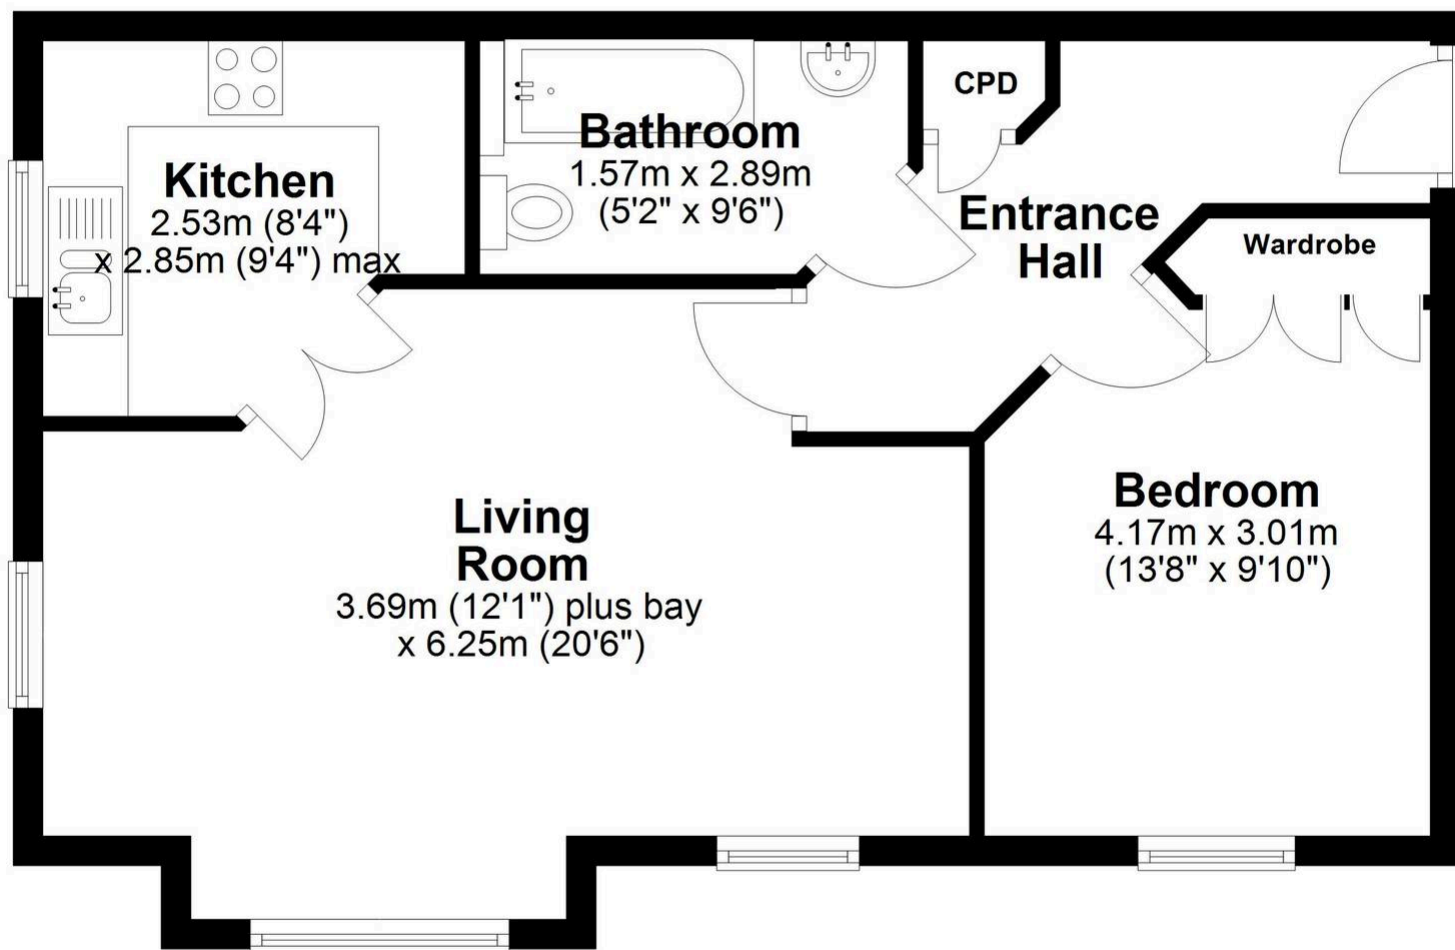 Kitchen
2.53m (8'4")
x 2.85m (9'4") max
Bathroom
1.57m x 2.89m
(5'2" x 9'6")
CPD
Entrance
Hall
Wardrobe
Living
Room
3.69m (12'1") plus bay
x 6.25m (20'6")
Bedroom
4.17m x 3.01m
(13'8" x 9'10")